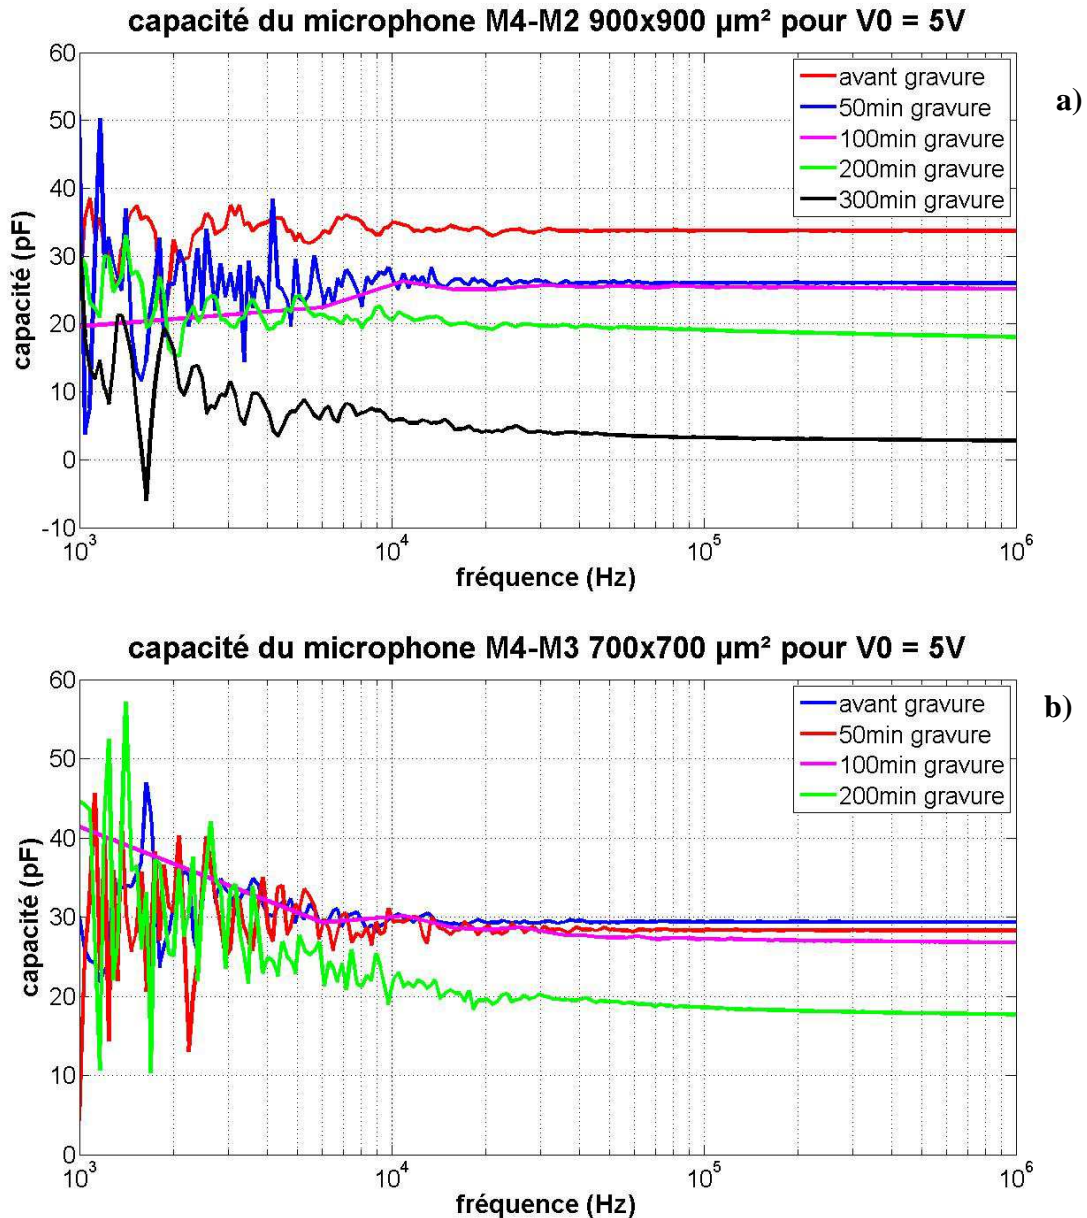 capacité du microphone M4-M2 900x900 µm² pour V0 = 5V
a)
avant gravure
50min gravure
100min gravure
200min gravure
300min gravure
capacité (pF)
60
50
40
30
20
10
0
-10
10³ 10⁴ 10⁵ 10⁶
fréquence (Hz)
capacité du microphone M4-M3 700x700 µm² pour V0 = 5V
b)
avant gravure
50min gravure
100min gravure
200min gravure
capacité (pF)
60
50
40
30
20
10
0
10³ 10⁴ 10⁵ 10⁶
fréquence (Hz)